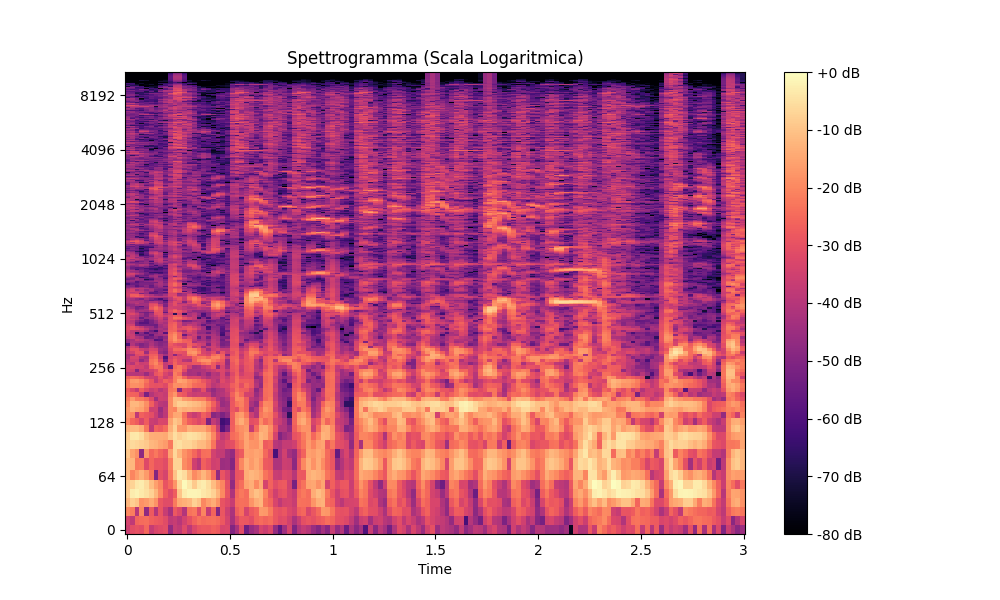 Spettrogramma (Scala Logaritmica)
8192
4096
2048
1024
512
256
128
64
0
Hz
0
0.5
1
1.5
2
2.5
3
Time
+0 dB
-10 dB
-20 dB
-30 dB
-40 dB
-50 dB
-60 dB
-70 dB
-80 dB